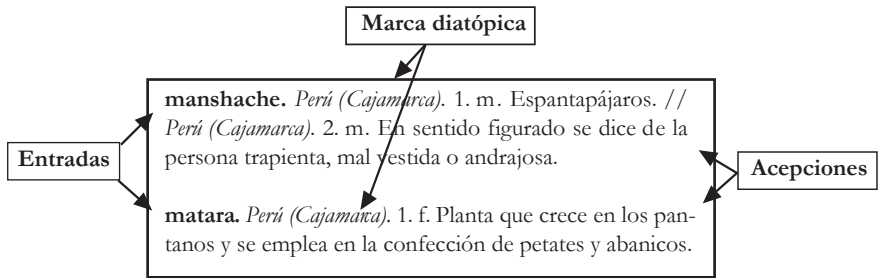 Marca diatópica
manshache. Perú (Cajamarca). 1. m. Espantapájaros. //
Perú (Cajamarca). 2. m. En sentido figurado se dice de la
persona trapienta, mal vestida o andrajosa.
Entradas
Acepciones
matara. Perú (Cajamarca). 1. f. Planta que crece en los pan-
tanos y se emplea en la confección de petates y abanicos.